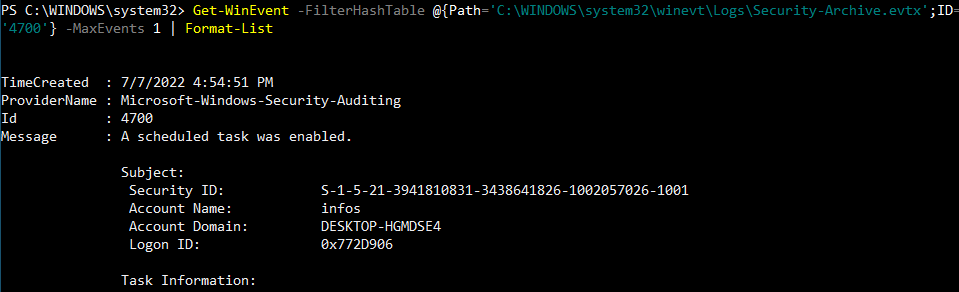 PS C:\WINDOWS\system32> Get-WinEvent -FilterHashTable @{Path='C:\WINDOWS\system32\winevt\Logs\Security-Archive.evtx';ID=
'4700'} -MaxEvents 1 | Format-List
TimeCreated  : 7/7/2022 4:54:51 PM
ProviderName : Microsoft-Windows-Security-Auditing
Id           : 4700
Message      : A scheduled task was enabled.
Subject:
Security ID: S-1-5-21-3941810831-3438641826-1002057026-1001
Account Name: infos
Account Domain: DESKTOP-HGMDSE4
Logon ID: 0x772D906
Task Information: